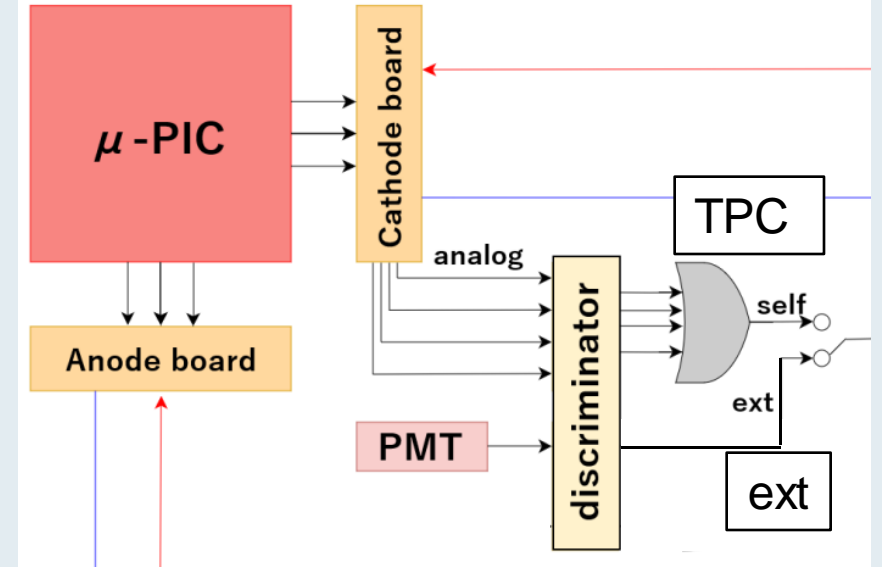 μ-PIC
Cathode board
TPC
analog
self
Anode board
discriminator
ext
PMT
ext